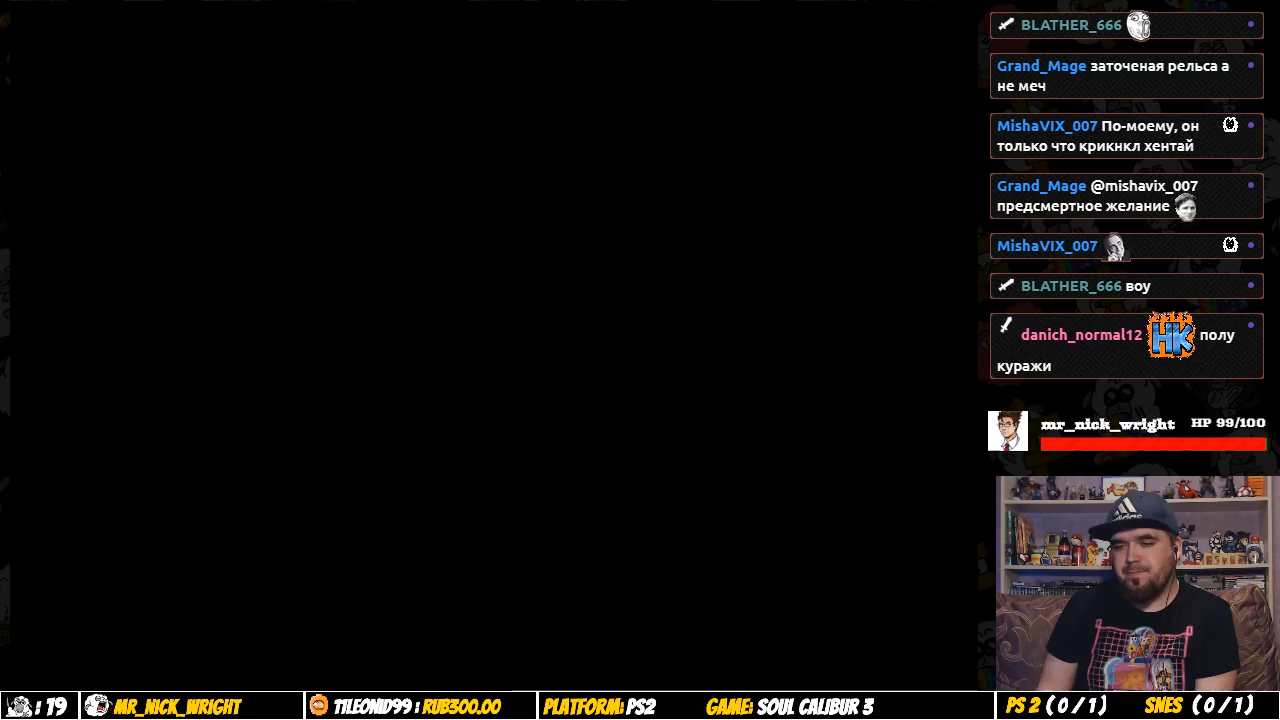 BLATHER_666
Grand_Mage заточеная рельса а
не меч
MishaVIX_007 По-моему, он
только что крикнкл хентай
Grand_Mage @mishavix_007
предсмертное желание
MishaVIX_007
BLATHER_666 воу
danich_normal12 НК полу
куражи
mr_nick_wright HP 99/100
adidas
: 19 MR_NICK_WRIGHT TILEONID99 : RUB300.00 PLATFORM: PS2 GAME: SOUL CALIBUR 3 PS 2 ( 0 / 1 ) SNES ( 0 / 1 )